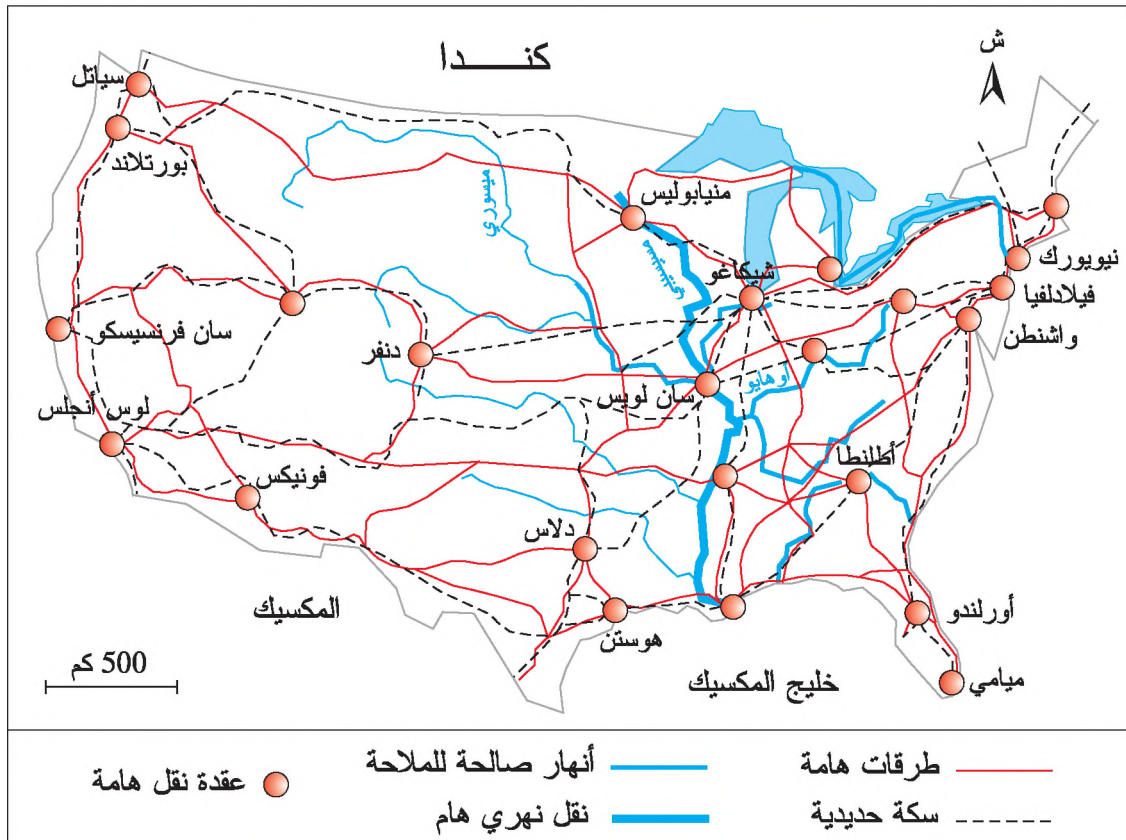 كنـــدا
ش
سياتل
بورتلاند
ميسوري
منيابوليس
مسيسيبي
شيكاغو
نيويورك
فيلادلفيا
واشنطن
سان فرنسيسكو
دنفر
سان لويس
أوهايو
لوس أنجلس
فونيكس
أطلنطا
دلاس
المكسيك
هوستن
أورلندو
ميامي
خليج المكسيك
500 كم
طرقات هامة
أنهار صالحة للملاحة
عقدة نقل هامة
سكة حديدية
نقل نهري هام